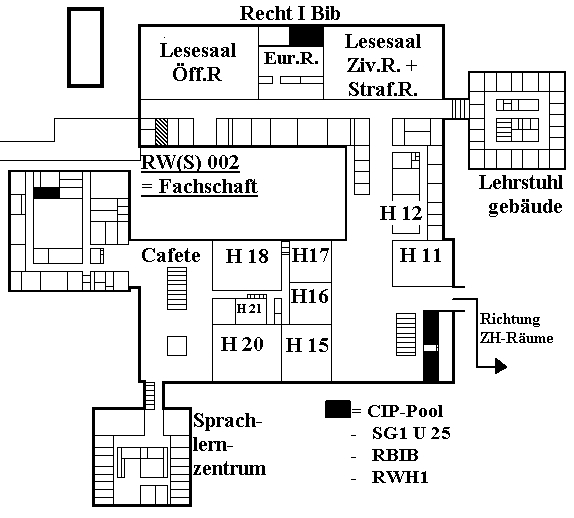 Recht I Bib
Lesesaal
Öff.R
Eur.R.
Lesesaal
Ziv.R. +
Straf.R.
RW(S) 002
= Fachschaft
Lehrstuhl
gebäude
H 12
Cafete
H 18
H17
H 11
H16
H 21
H 20
H 15
Richtung
ZH-Räume
Sprach-
lern-
zentrum
= CIP-Pool
- SG1 U 25
- RBIB
- RWH1